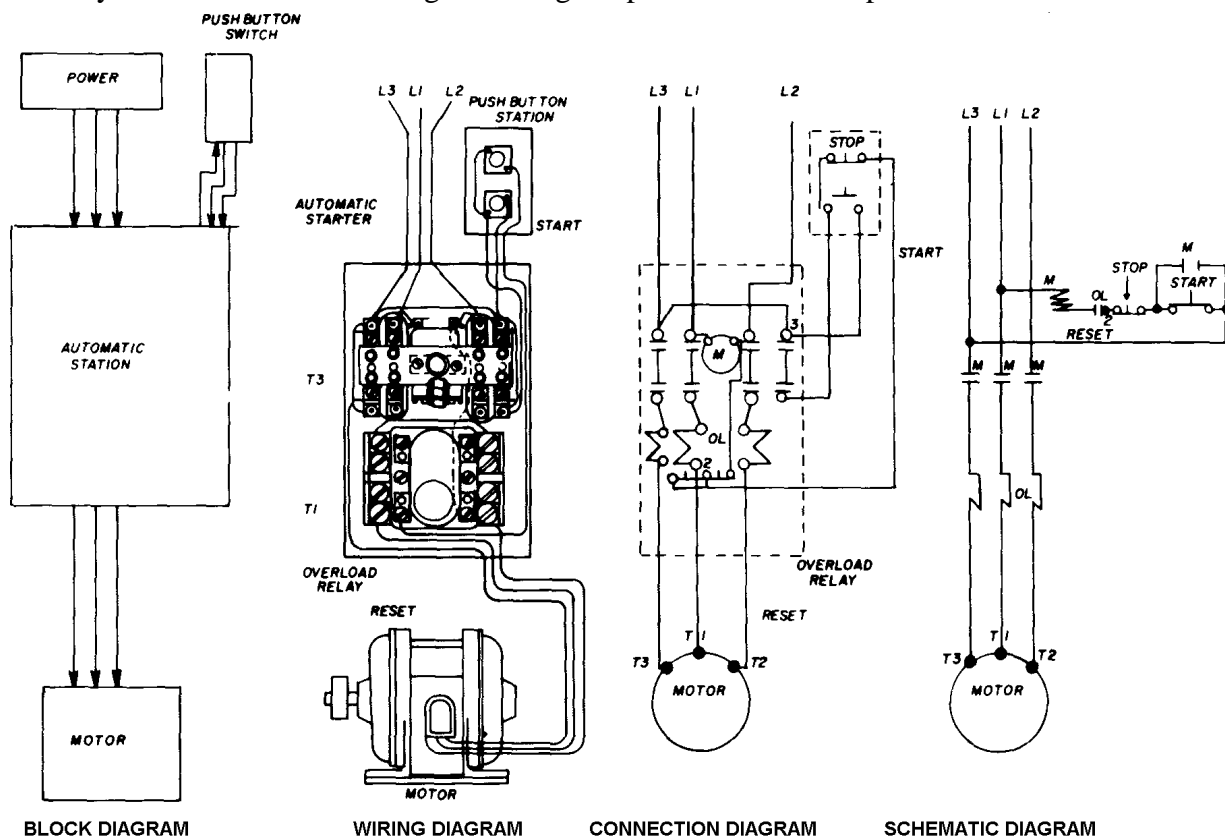 PUSH BUTTON
SWITCH
POWER
AUTOMATIC
STATION
MOTOR
BLOCK DIAGRAM
L3 L1 L2
PUSH BUTTON
STATION
AUTOMATIC
STARTER
START
T3
T1
OVERLOAD
RELAY
RESET
MOTOR
WIRING DIAGRAM
L3 L1 L2
STOP
START
3
M
OL
2
OVERLOAD
RELAY
RESET
T1
T3 T2
MOTOR
CONNECTION DIAGRAM
L3 L1 L2
M
M STOP
START
OL
2
RESET
M M M
OL
T1
T3 T2
MOTOR
SCHEMATIC DIAGRAM